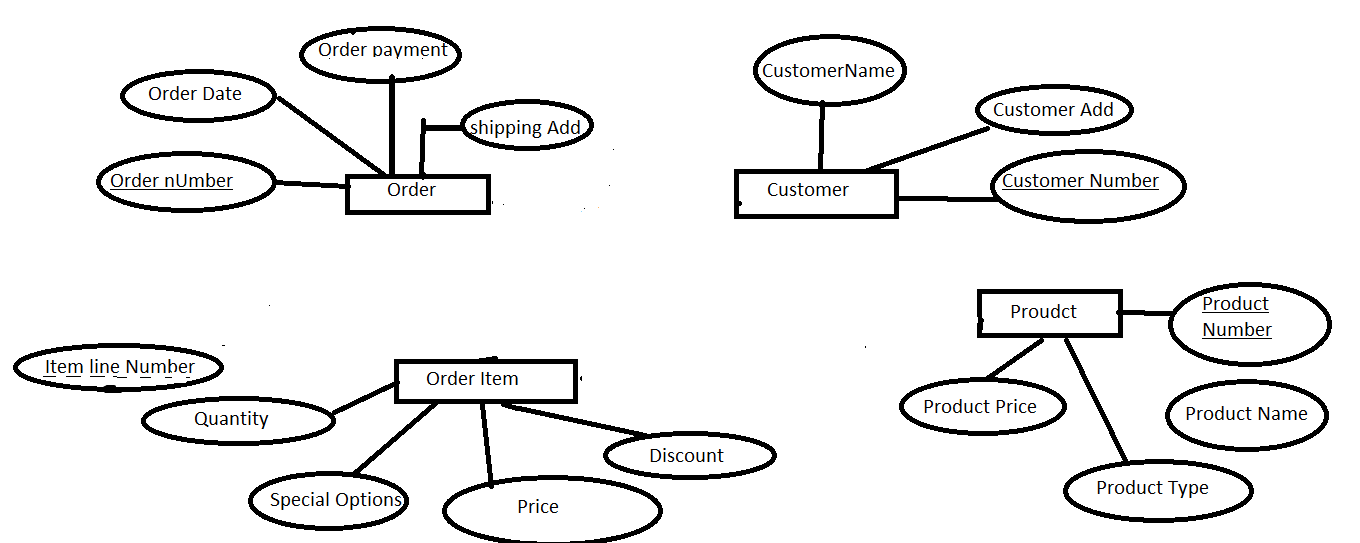 Order payment
Order Date
shipping Add
Order nUmber
Order
CustomerName
Customer Add
Customer Number
Customer
Item line Number
Order Item
Quantity
Special Options
Price
Discount
Proudct
Product
Number
Product Price
Product Name
Product Type